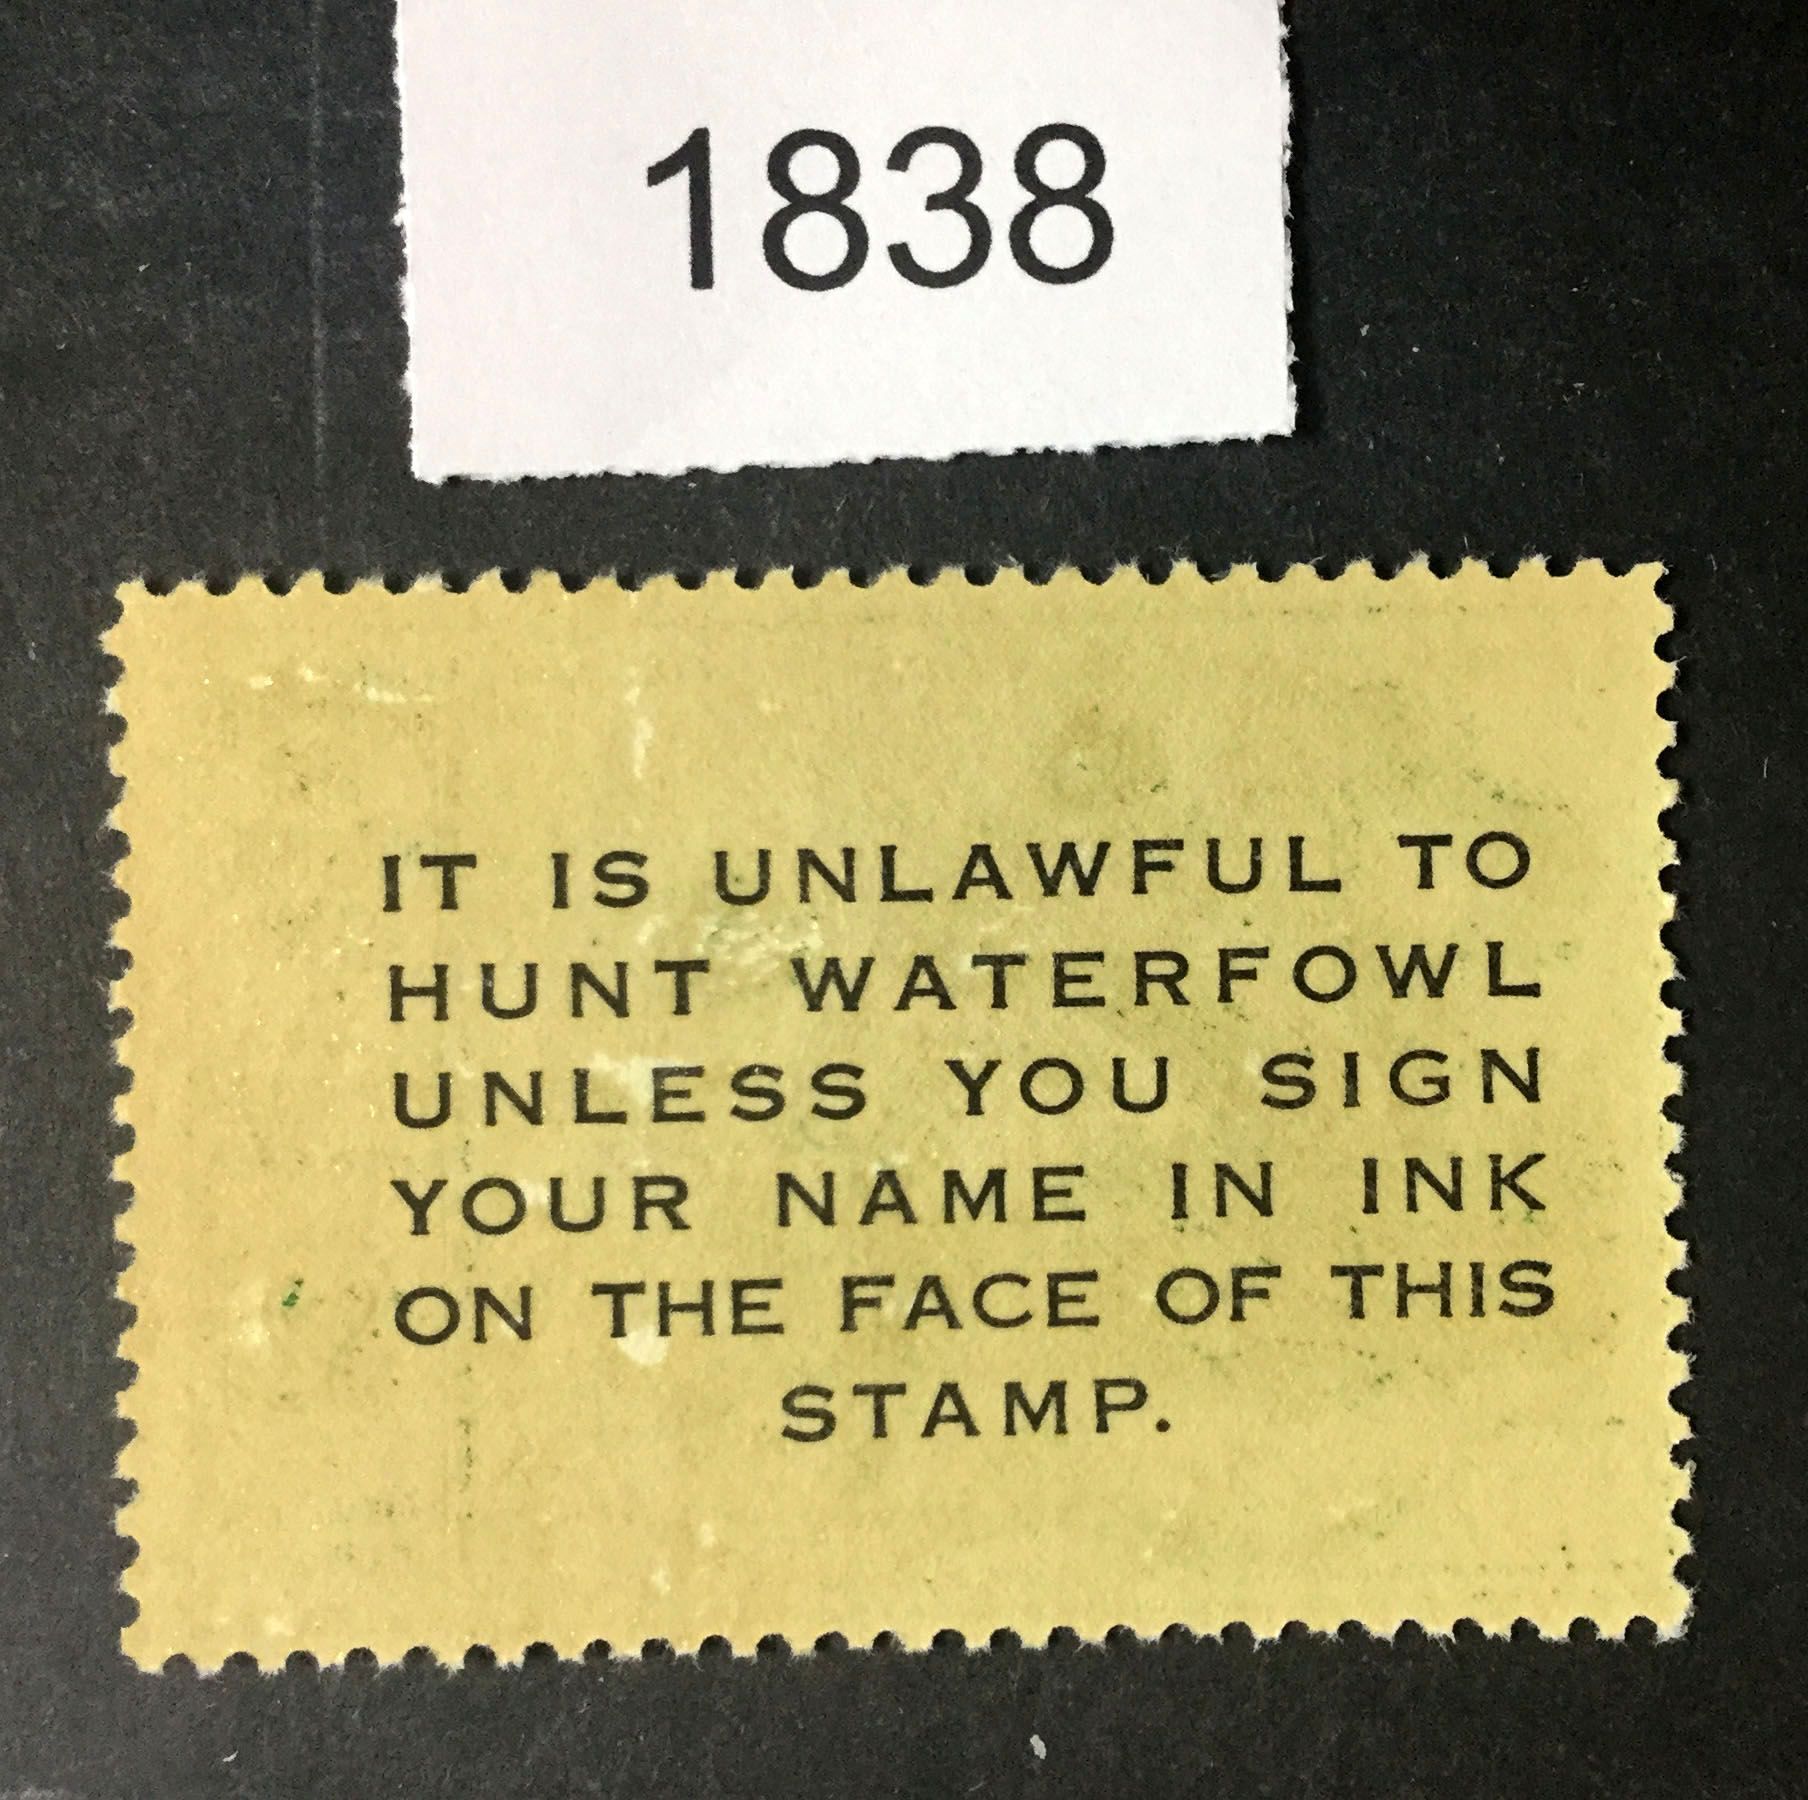 1838
IT IS UNLAWFUL TO
HUNT WATERFOWL
UNLESS YOU SIGN
YOUR NAME IN INK
ON THE FACE OF THIS
STAMP.